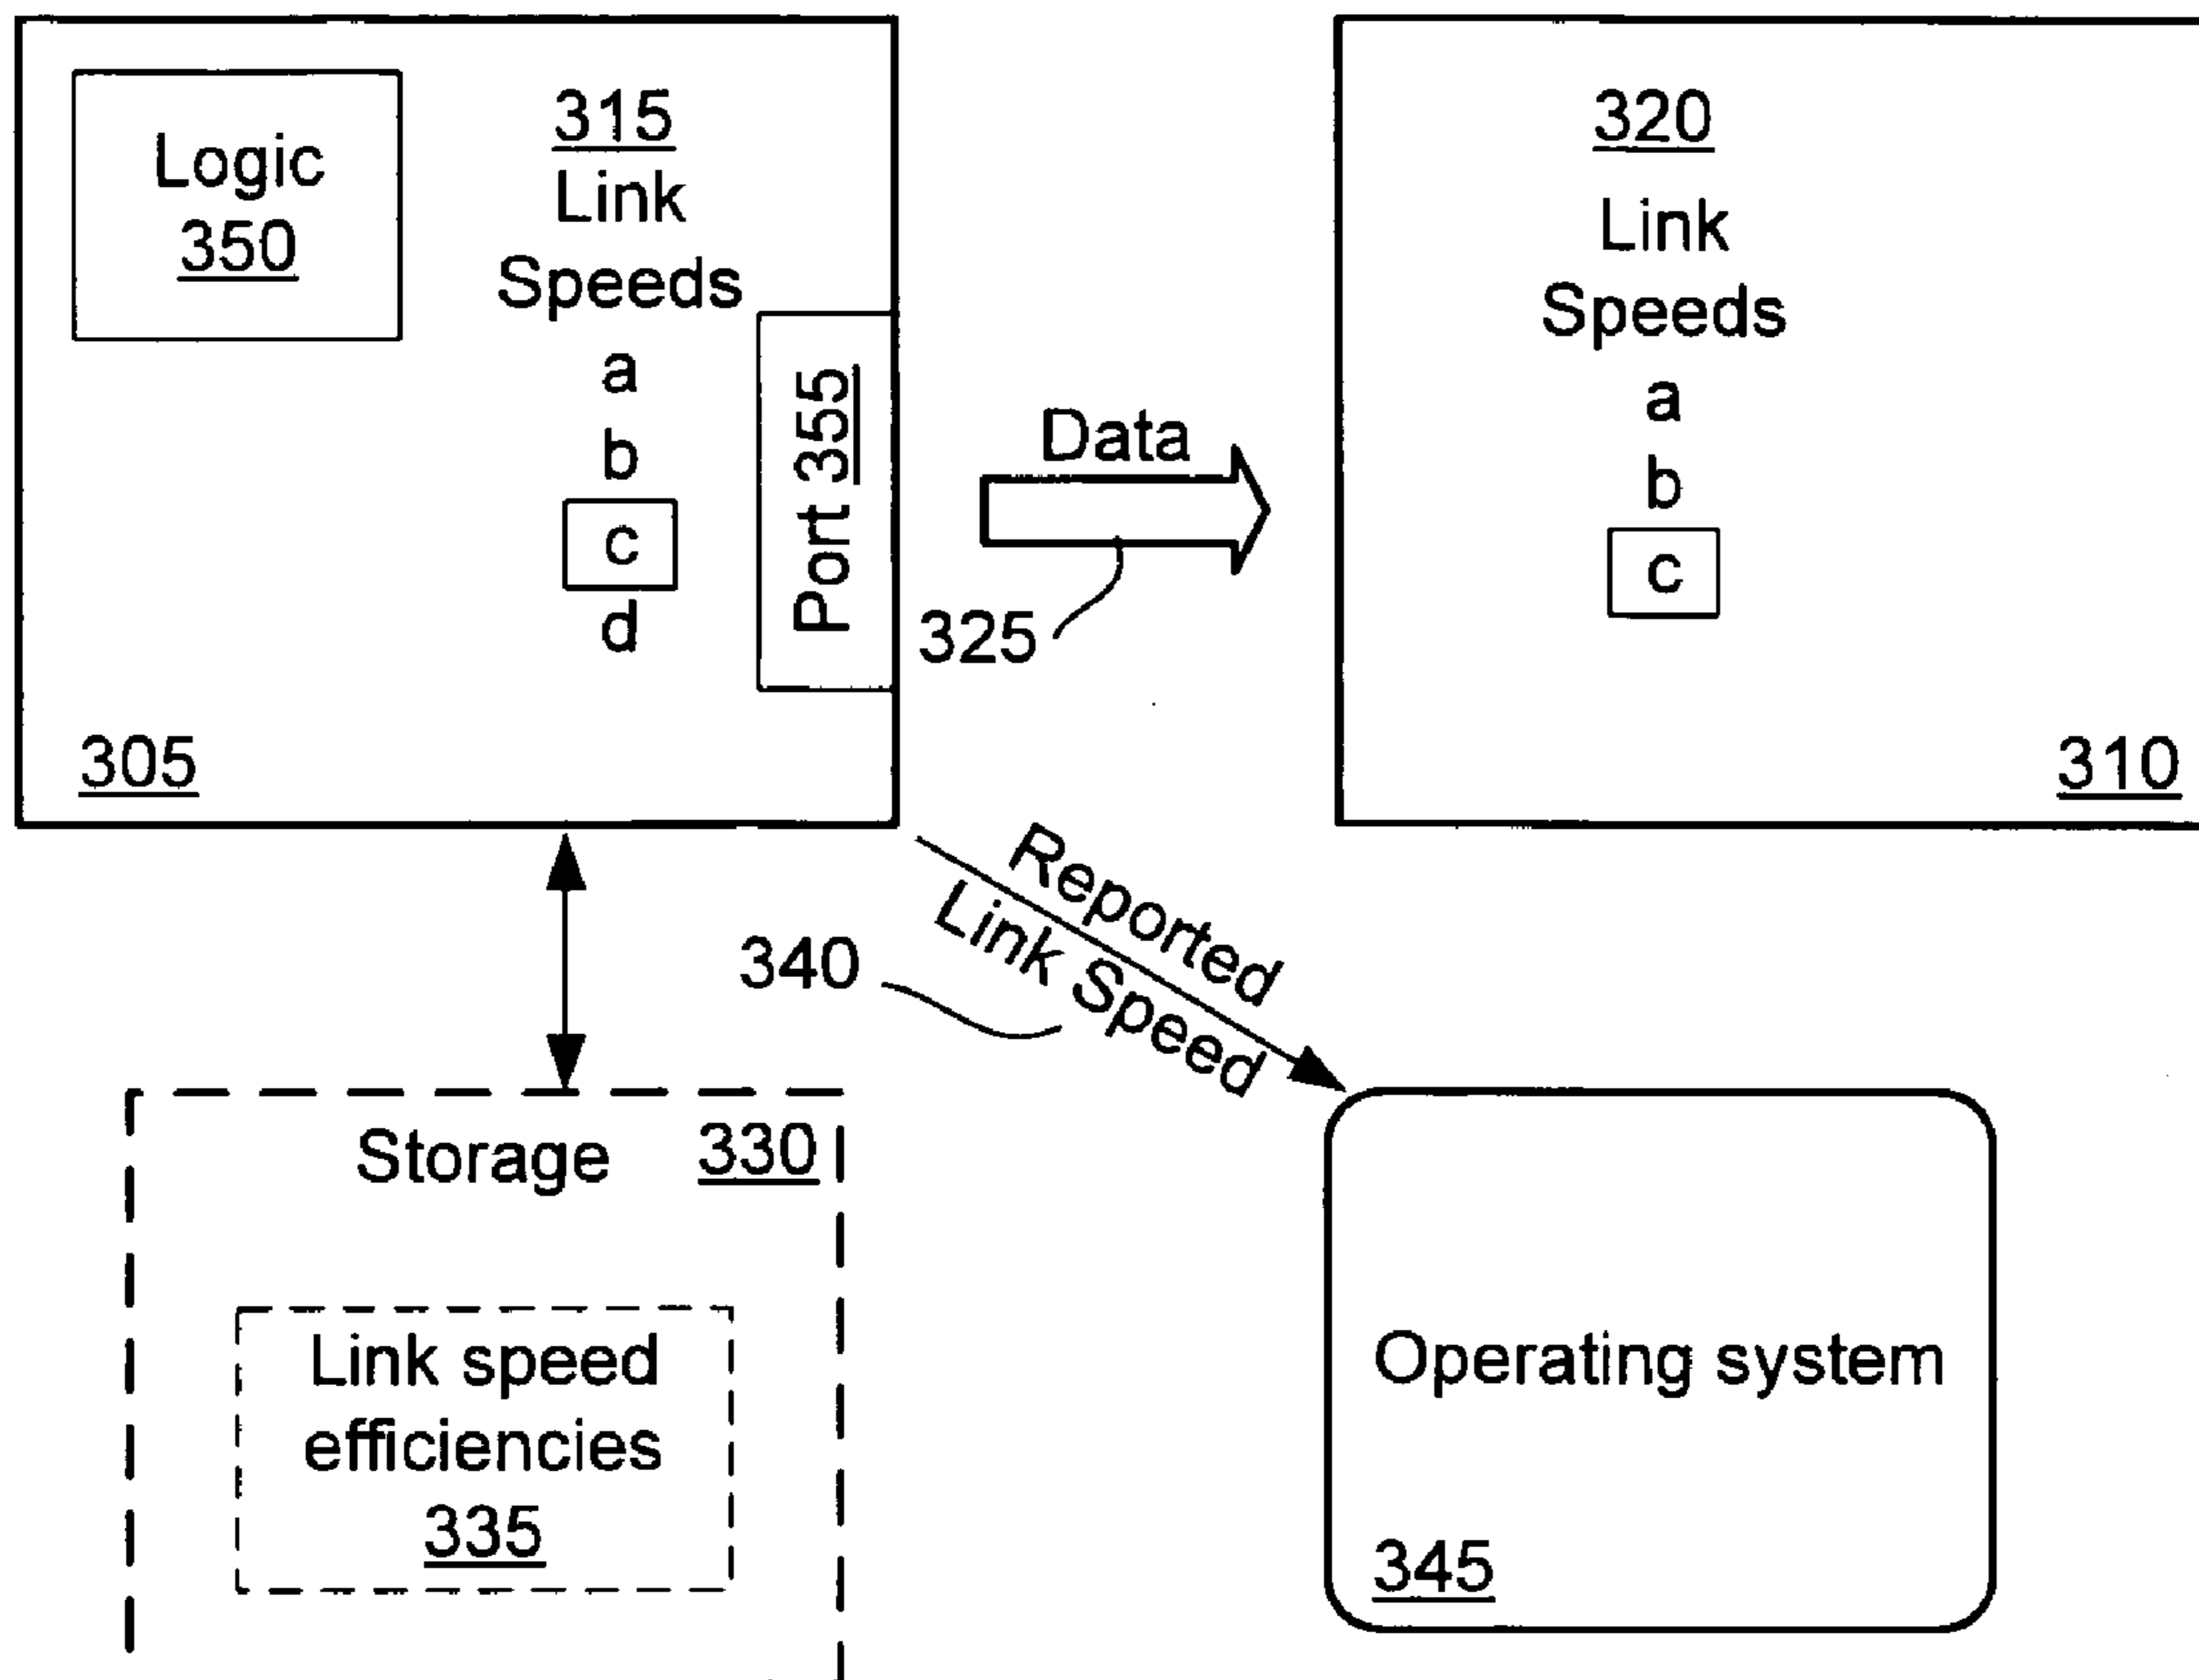 Logic
350
315
Link
Speeds
a
b
c
d
Port 355
305
Data
325
320
Link
Speeds
a
b
c
310
Reported
Link Speed
340
Storage 330
Link speed
efficiencies
335
Operating system
345